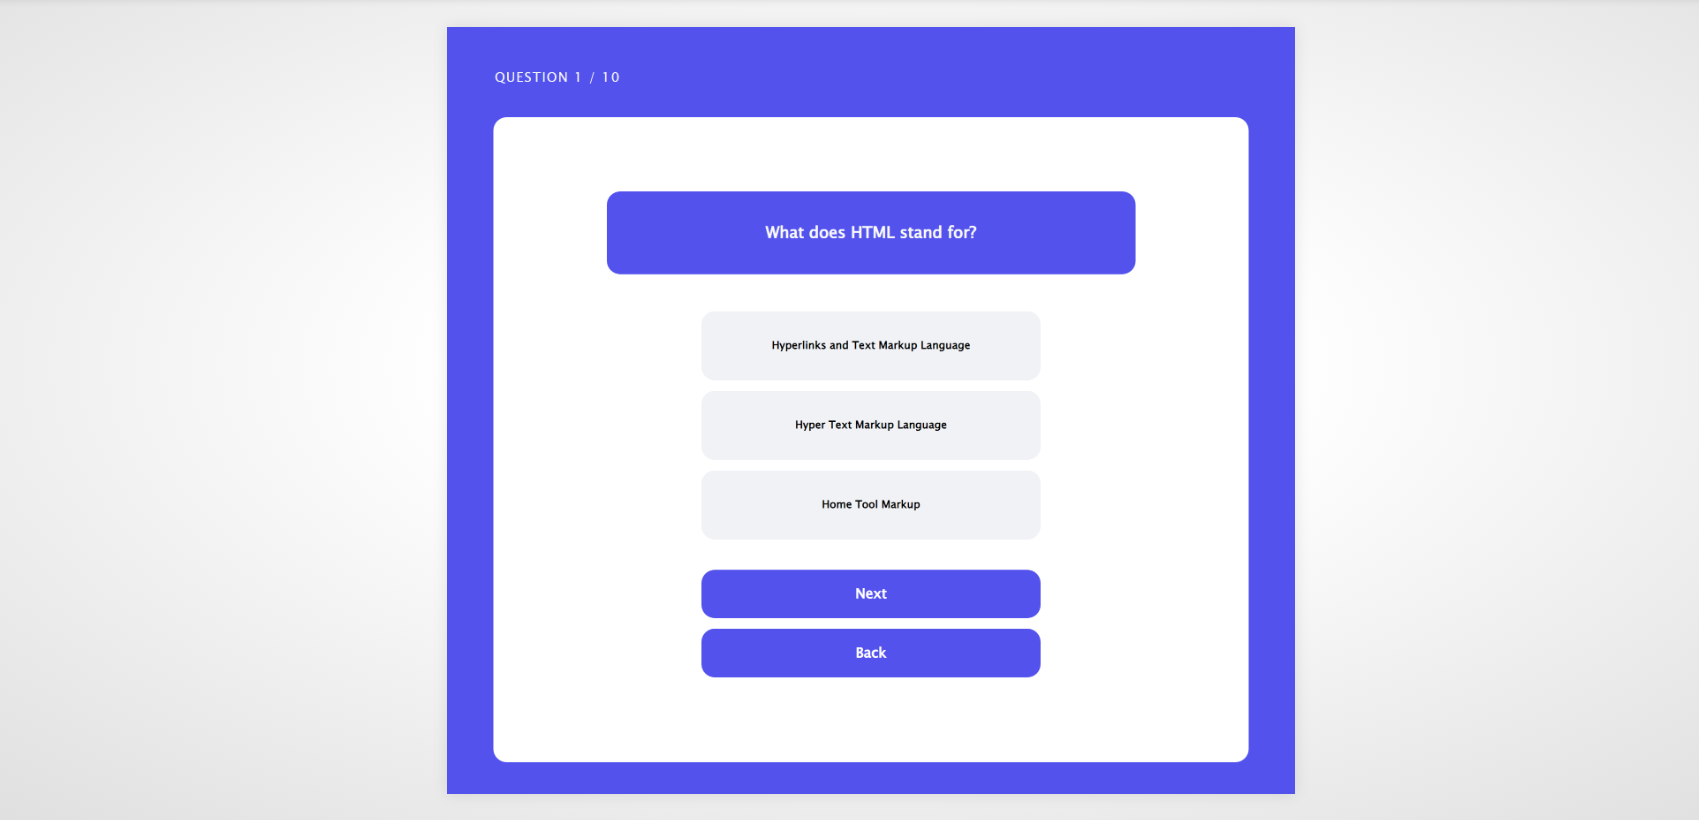 QUESTION 1 / 10
What does HTML stand for?
Hyperlinks and Text Markup Language
Hyper Text Markup Language
Home Tool Markup
Next
Back